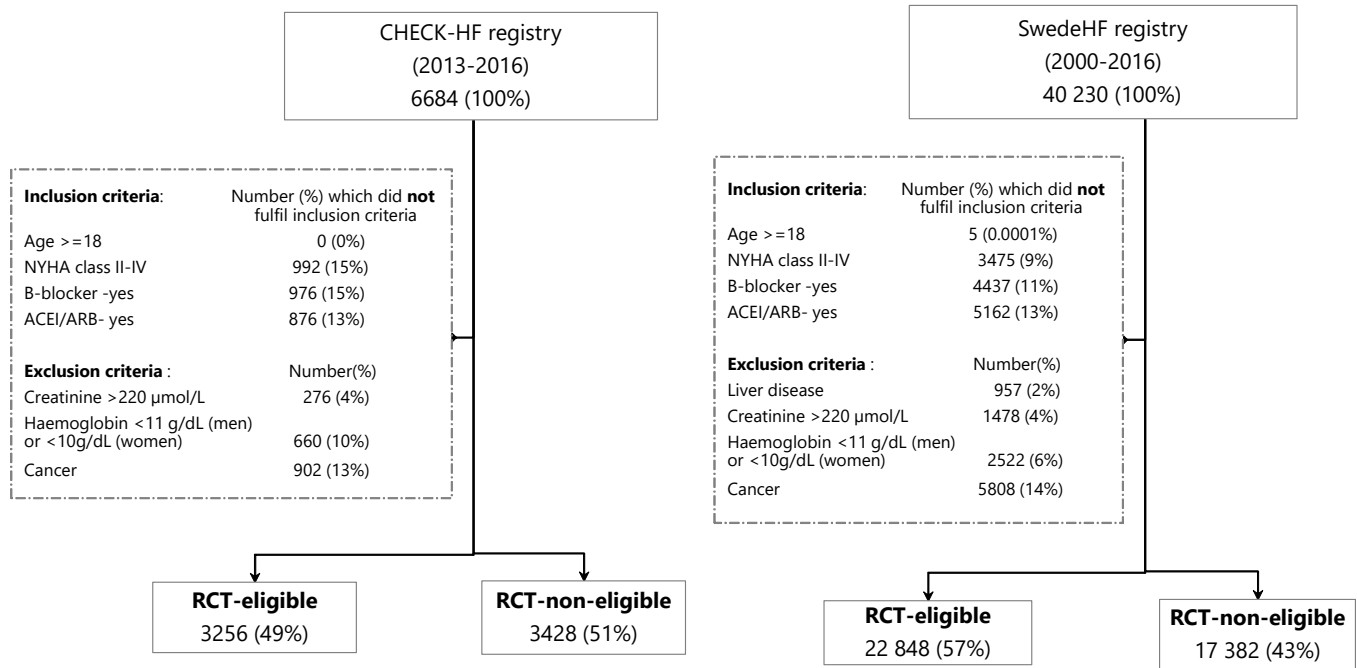 CHECK-HF registry
(2013-2016)
6684 (100%)
Inclusion criteria: Number (%) which did not
fulfil inclusion criteria
Age >=18 0 (0%)
NYHA class II-IV 992 (15%)
B-blocker -yes 976 (15%)
ACEI/ARB- yes 876 (13%)
Exclusion criteria : Number(%)
Creatinine >220 µmol/L 276 (4%)
Haemoglobin <11 g/dL (men)
or <10g/dL (women) 660 (10%)
Cancer 902 (13%)
RCT-eligible
3256 (49%)
RCT-non-eligible
3428 (51%)
SwedeHF registry
(2000-2016)
40 230 (100%)
Inclusion criteria: Number (%) which did not
fulfil inclusion criteria
Age >=18 5 (0.0001%)
NYHA class II-IV 3475 (9%)
B-blocker -yes 4437 (11%)
ACEI/ARB- yes 5162 (13%)
Exclusion criteria : Number(%)
Liver disease 957 (2%)
Creatinine >220 µmol/L 1478 (4%)
Haemoglobin <11 g/dL (men)
or <10g/dL (women) 2522 (6%)
Cancer 5808 (14%)
RCT-eligible
22 848 (57%)
RCT-non-eligible
17 382 (43%)